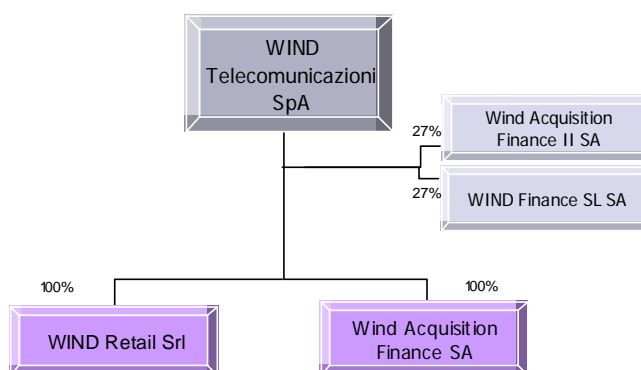 WIND
Telecomunicazioni
SpA
27%
Wind Acquisition
Finance II SA
27%
WIND Finance SL SA
100%
100%
WIND Retail Srl
Wind Acquisition
Finance SA